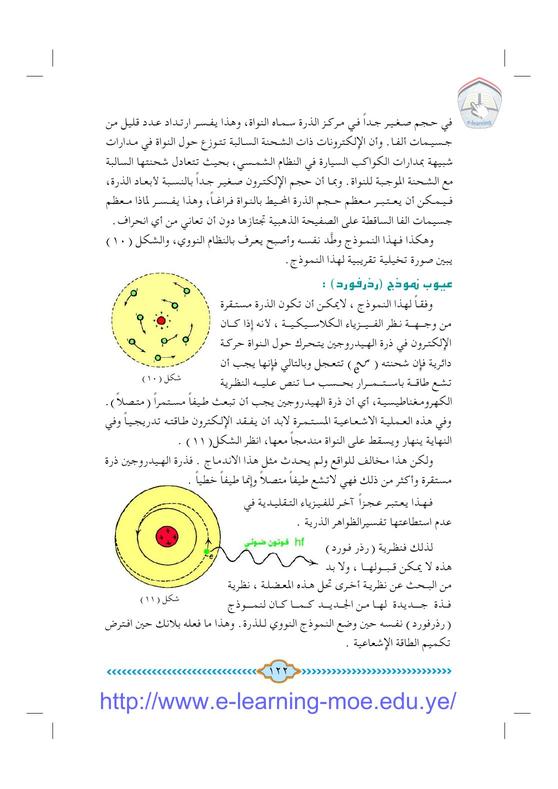 e-learning
في حجم صغير جداً في مركز الذرة سماه النواة، وهذا يفسر ارتداد عدد قليل من
جسيمات ألفا. وأن الإلكترونات ذات الشحنة السالبة تتوزع حول النواة في مدارات
شبيهة بمدارات الكواكب السيارة في النظام الشمسي، بحيث تتعادل شحنتها السالبة
مع الشحنة الموجبة للنواة. وبما أن حجم الإلكترون صغير جداً بالنسبة لأبعاد الذرة،
فيمكن أن يعتبر معظم حجم الذرة المحيط بالنواة فراغاً، وهذا يفسر لماذا معظم
جسيمات الفا الساقطة على الصفيحة الذهبية تجتازها دون أن تعاني من أي انحراف.
وهكذا فهذا النموذج وطَّد نفسه وأصبح يعرف بالنظام النووي، والشكل (١٠)
يبين صورة تخيلية تقريبية لهذا النموذج.
عيوب نموذج (رذرفورد) :
وفقاً لهذا النموذج ، لايمكن أن تكون الذرة مستقرة
من وجهة نظر الفيزياء الكلاسيكية ، لأنه إذا كان
الإلكترون في ذرة الهيدروجين يتحرك حول النواة حركة
دائرية فإن شحنته تتعجل وبالتالي فإنها يجب أن
تشع طاقة باستمرار بحسب ما تنص عليه النظرية
شكل (١٠)
الكهرومغناطيسية، أي أن ذرة الهيدروجين يجب أن تبعث طيفاً مستمراً (متصلاً).
وفي هذه العملية الاشعاعية المستمرة لابد أن يفقد الإلكترون طاقته تدريجياً وفي
النهاية ينهار ويسقط على النواة مندمجاً معها، انظر الشكل(١١) .
ولكن هذا مخالف للواقع ولم يحدث مثل هذا الاندماج . فذرة الهيدروجين ذرة
مستقرة وأكثر من ذلك فهي لاتشع طيفاً متصلاً وإنما طيفاً خطياً .
فهذا يعتبر عجزاً آخر للفيزياء التقليدية في
عدم استطاعتها تفسيرالظواهر الذرية .
hf فوتون ضوئي
e
لذلك فنظرية (رذر فورد)
هذه لا يمكن قبولها ، ولا بد
من البحث عن نظرية أخرى تحل هذه المعضلة ، نظرية
شكل (١١)
فذة جديدة لها من الجديد كما كان لنموذج
(رذرفورد) نفسه حين وضع النموذج النووي للذرة. وهذا ما فعله بلانك حين افترض
تكميم الطاقة الإشعاعية .
١٢٢
http://www.e-learning-moe.edu.ye/